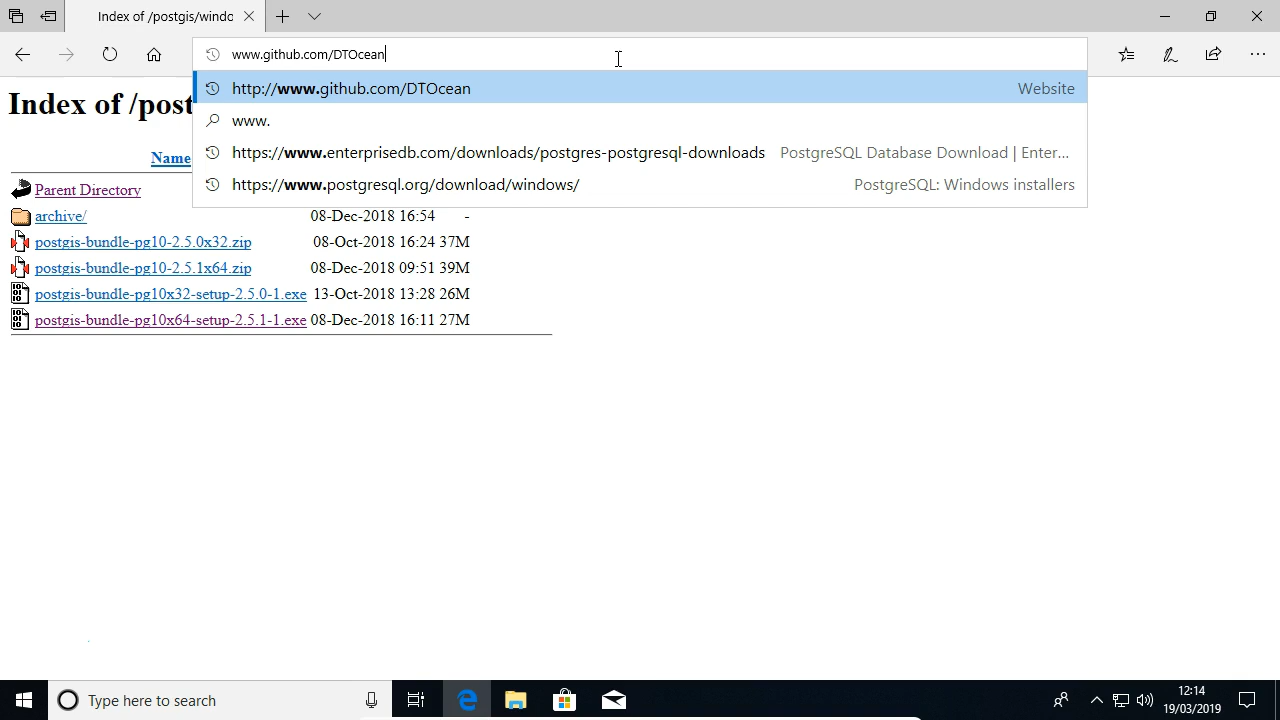 Index of /postgis/windo
www.github.com/DTOcean
http://www.github.com/DTOcean Website
www.
https://www.enterprisedb.com/downloads/postgres-postgresql-downloads PostgreSQL Database Download | Enter...
https://www.postgresql.org/download/windows/ PostgreSQL: Windows installers
Index of /post
Name
Parent Directory
archive/ 08-Dec-2018 16:54 -
postgis-bundle-pg10-2.5.0x32.zip 08-Oct-2018 16:24 37M
postgis-bundle-pg10-2.5.1x64.zip 08-Dec-2018 09:51 39M
postgis-bundle-pg10x32-setup-2.5.0-1.exe 13-Oct-2018 13:28 26M
postgis-bundle-pg10x64-setup-2.5.1-1.exe 08-Dec-2018 16:11 27M
Type here to search
12:14
19/03/2019